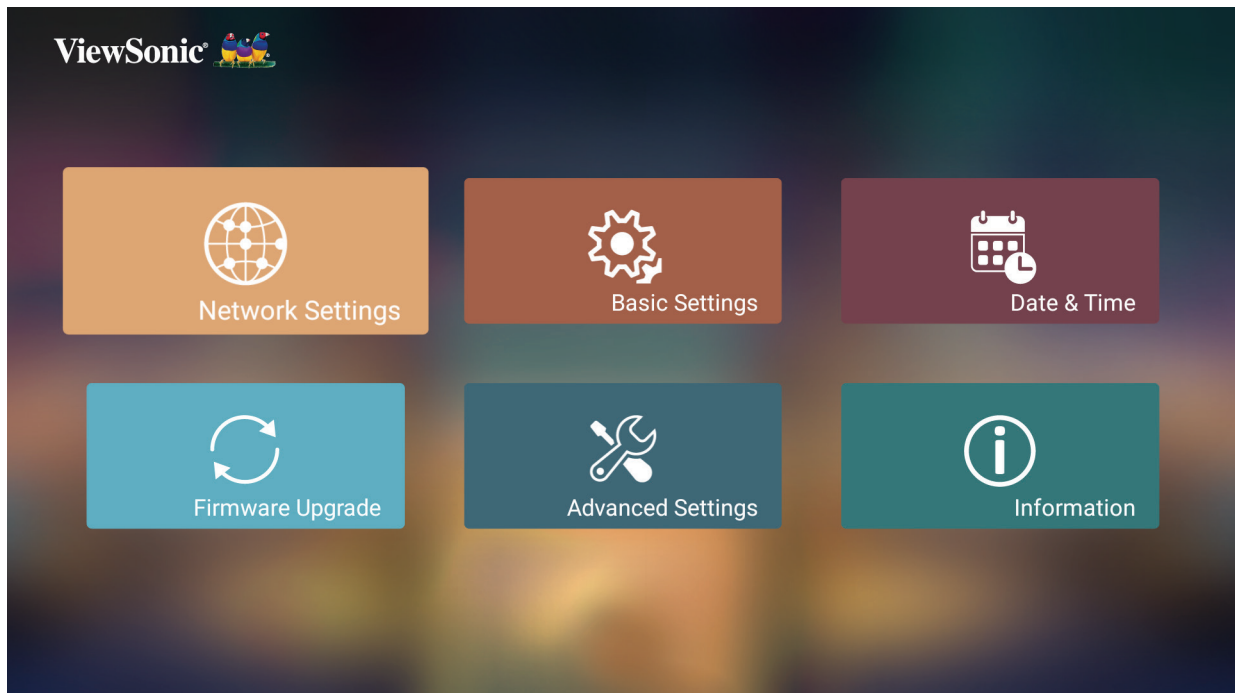 ViewSonic®
Network Settings
Basic Settings
Date & Time
Firmware Upgrade
Advanced Settings
Information